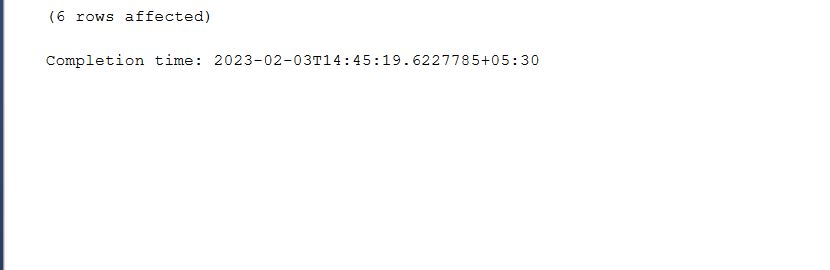 (6 rows affected)
Completion time: 2023-02-03T14:45:19.6227785+05:30